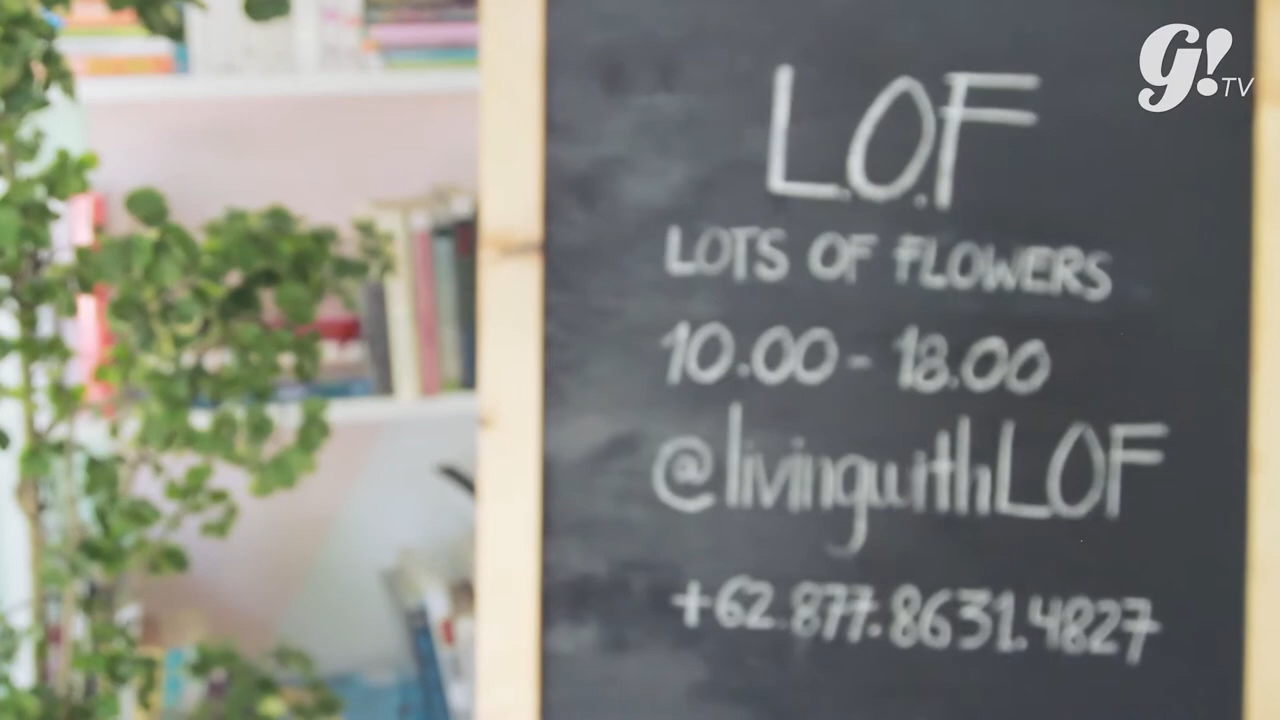 G!TV
L.O.F
LOTS OF FLOWERS
10.00 - 18.00
@livingwithLOF
+62.877.8631.4827